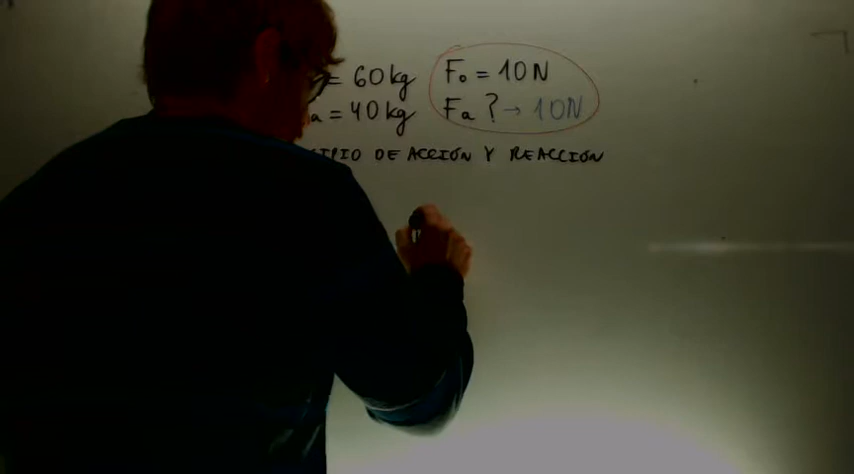 = 60 kg F₀ = 10 N
a = 40 kg Fa ? → 10 N
DE ACCIÓN Y REACCIÓN